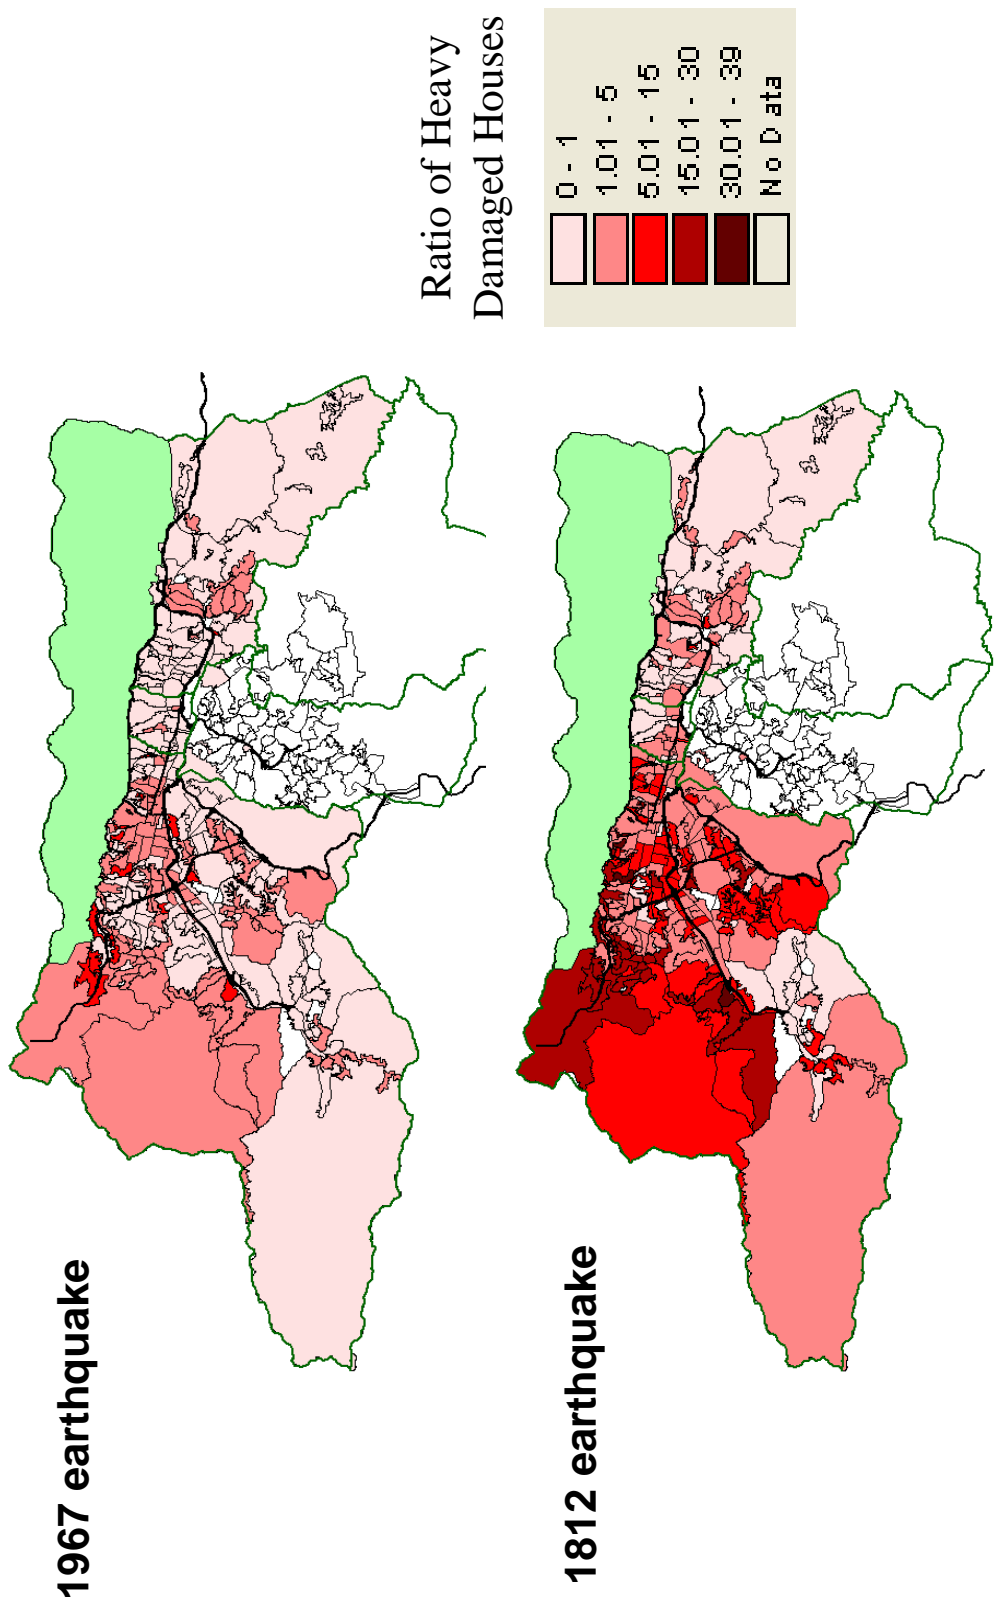 1967 earthquake
1812 earthquake
Ratio of Heavy
Damaged Houses
0 - 1
1.01 - 5
5.01 - 15
15.01 - 30
30.01 - 39
No Data